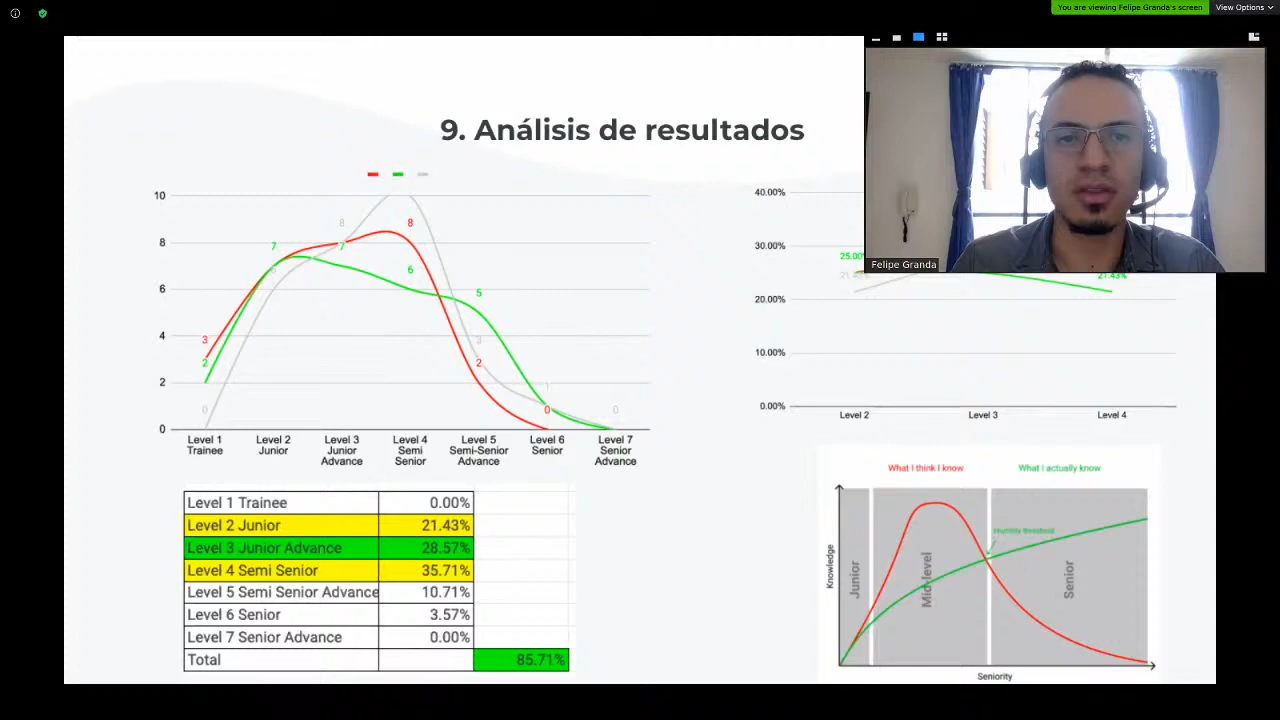 You are viewing Felipe Granda's screen
View Options
Felipe Granda
9. Análisis de resultados
10
8
6
4
2
0
3
2
0
7
6
8
7
8
6
5
3
2
1
0
0
Level 1
Trainee
Level 2
Junior
Level 3
Junior
Advance
Level 4
Semi
Senior
Level 5
Semi-Senior
Advance
Level 6
Senior
Level 7
Senior
Advance
40.00%
30.00%
20.00%
10.00%
0.00%
21.43%
Level 2
Level 3
Level 4
Level 1 Trainee 0.00%
Level 2 Junior 21.43%
Level 3 Junior Advance 28.57%
Level 4 Semi Senior 35.71%
Level 5 Semi Senior Advance 10.71%
Level 6 Senior 3.57%
Level 7 Senior Advance 0.00%
Total 85.71%
What I think I know
What I actually know
Knowledge
Junior
Mid-level
Senior
Humility threshold
Seniority